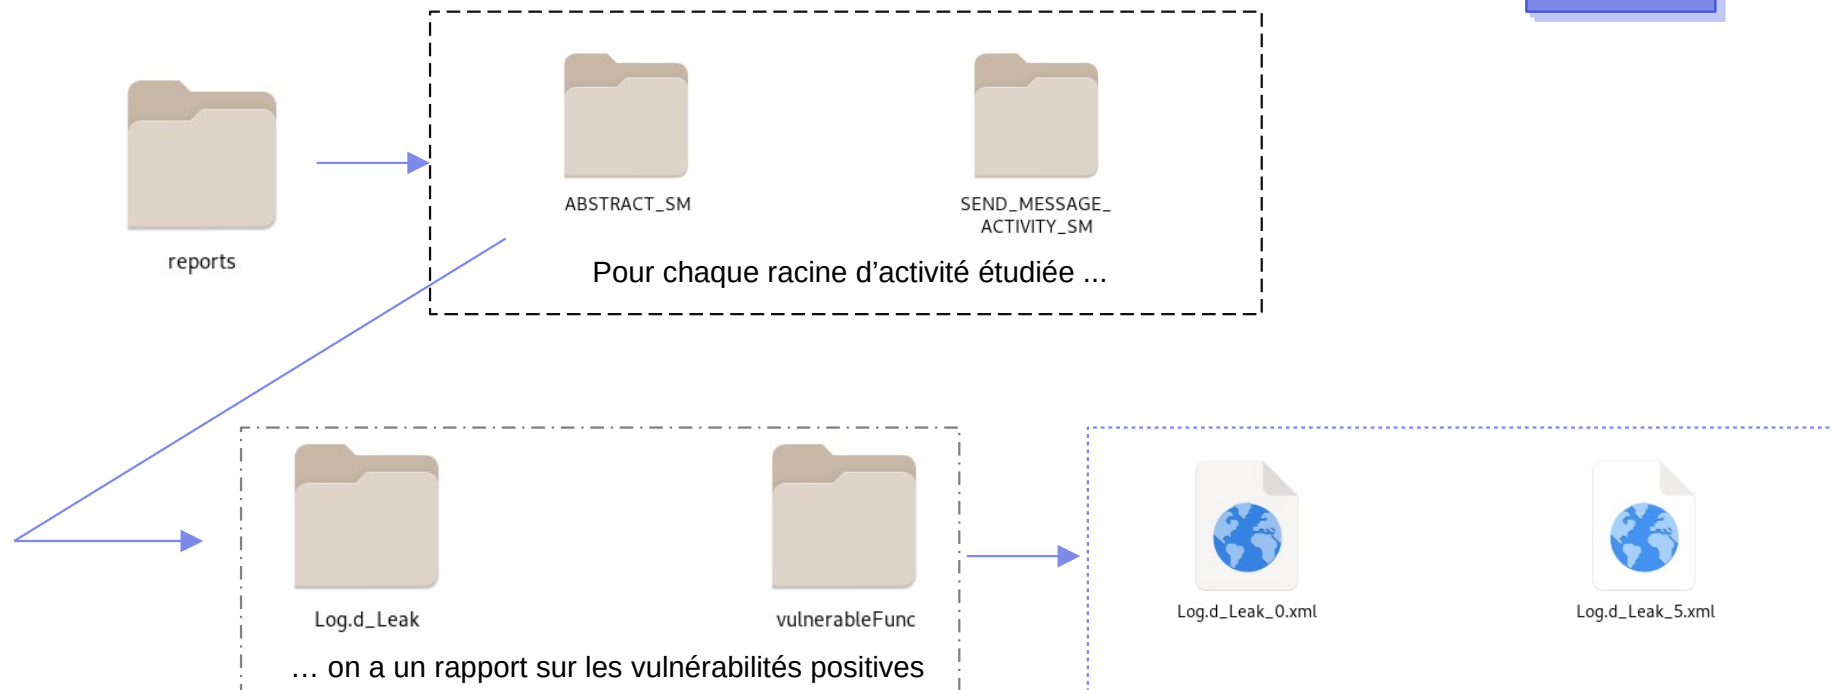 reports
ABSTRACT_SM
SEND_MESSAGE_
ACTIVITY_SM
Pour chaque racine d’activité étudiée ...
Log.d_Leak
vulnerableFunc
… on a un rapport sur les vulnérabilités positives
Log.d_Leak_0.xml
Log.d_Leak_5.xml